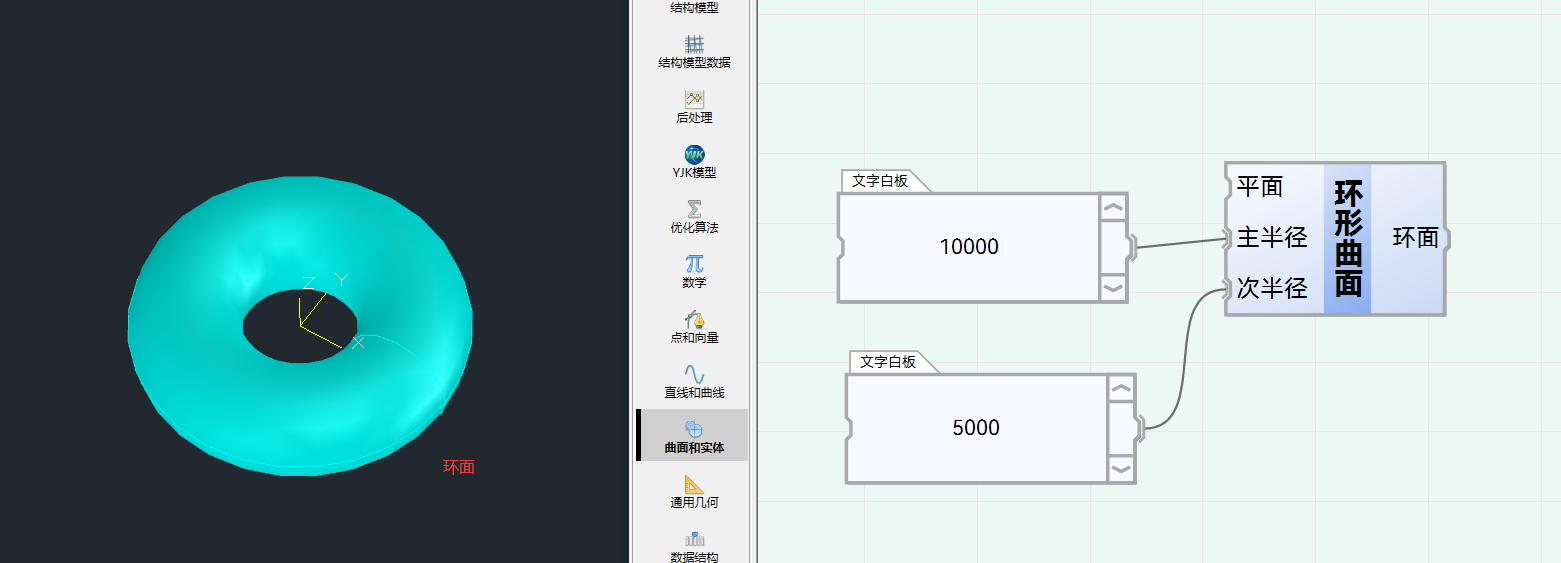 Z
Y
X
环面
结构模型
结构模型数据
后处理
YJK
YJK模型
优化算法
π
数学
点和向量
直线和曲线
曲面和实体
通用几何
数据结构
文字白板
10000
文字白板
5000
平面
主半径
次半径
环形曲面
环面